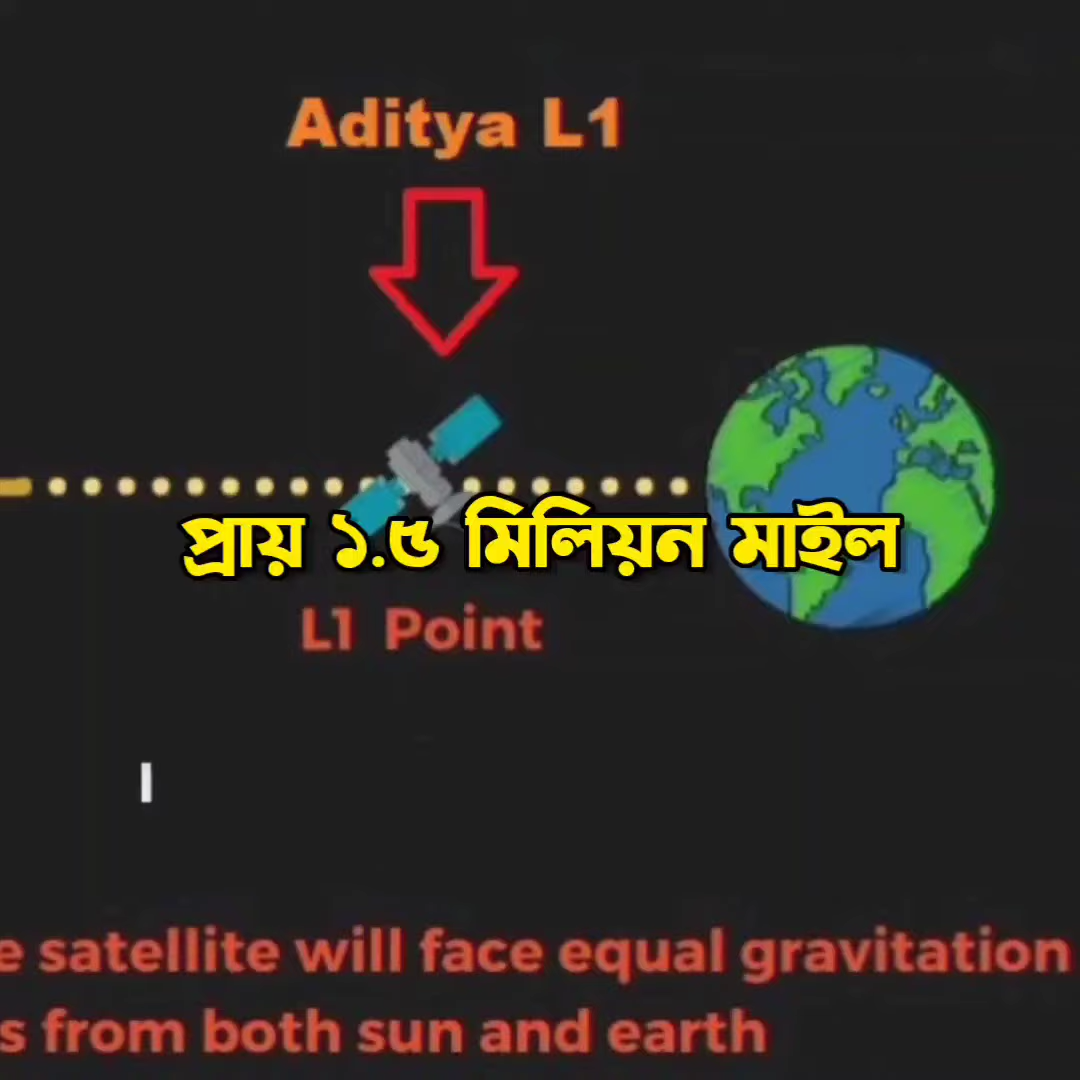 Aditya L1
প্রায় ১.৫ মিলিয়ন মাইল
L1 Point
I
e satellite will face equal gravitation
s from both sun and earth